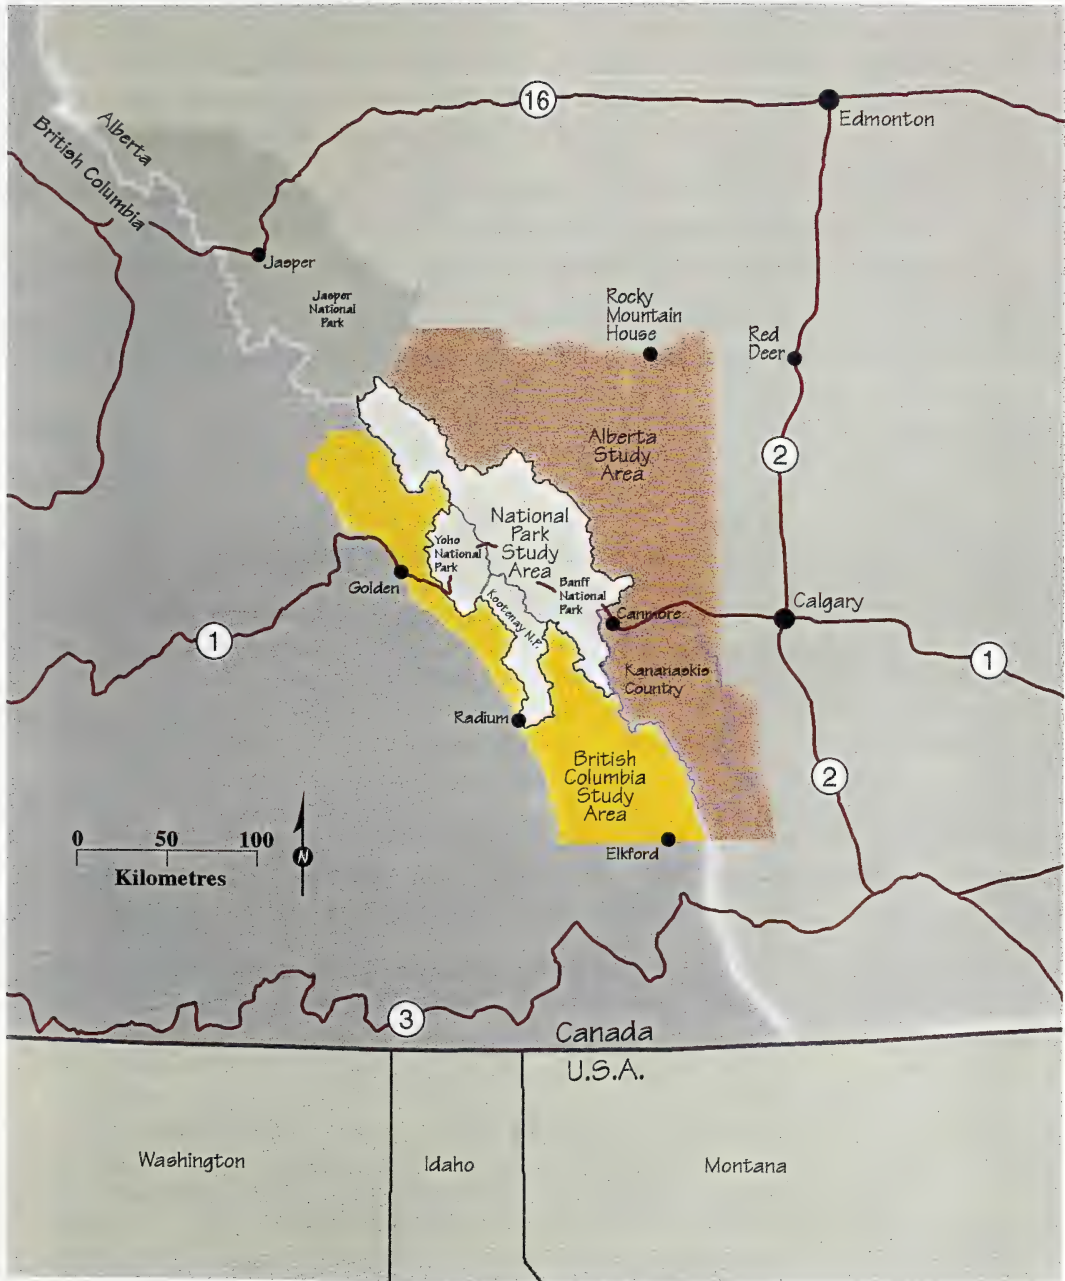 16
Edmonton
Alberta
British Columbia
Jasper
Jasper
National
Park
Rocky
Mountain
House
Red
Deer
Alberta
Study
Area
2
National
Park
Study
Area
Yoho
National
Park
Banff
National
Park
Golden
Kootenay N.P.
Canmore
Calgary
1
1
Kananaskis
Country
Radium
British
Columbia
Study
Area
2
0 50 100
Kilometres
N
Elkford
3
Canada
U.S.A.
Washington
Idaho
Montana